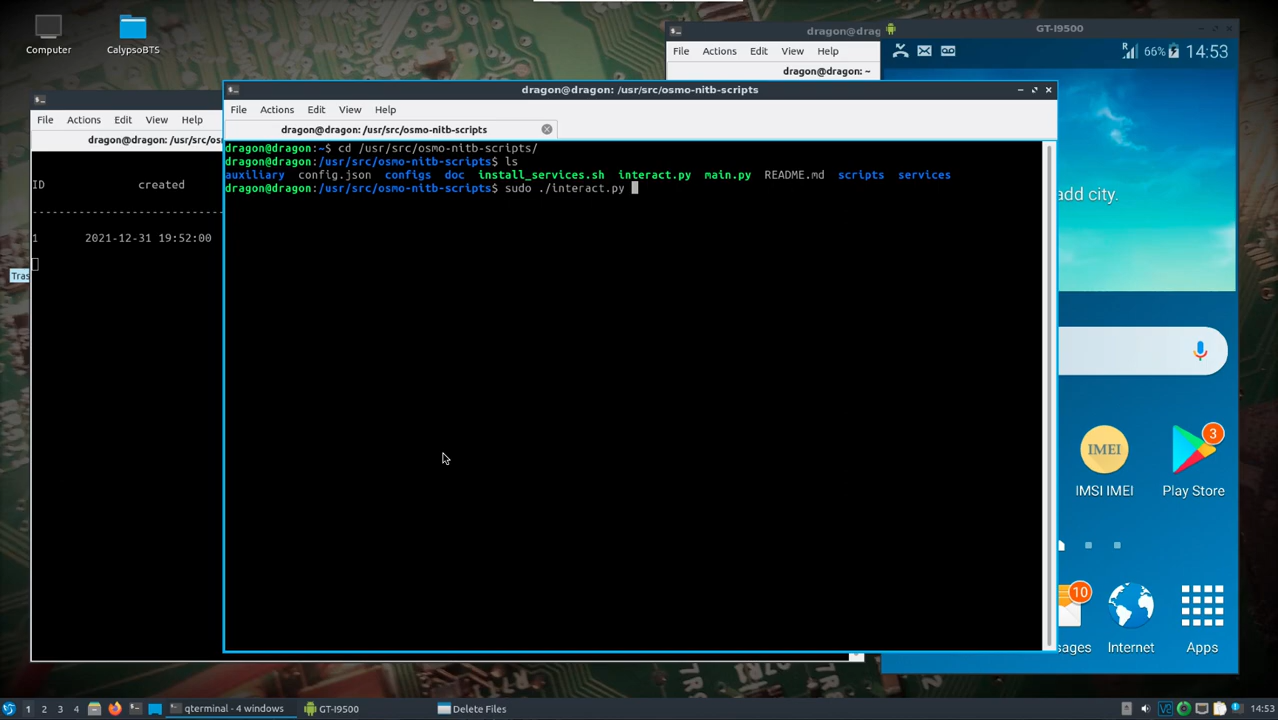 Computer
CalypsoBTS
dragon@drag
GT-I9500
File Actions Edit View Help
66% 14:53
dragon@dragon: ~
dragon@dragon: /usr/src/osmo-nitb-scripts
File Actions Edit View Help
File Actions Edit View Help
dragon@dragon: /usr/src/osmo-nitb-scripts
dragon@dragon: /usr/src/osm
dragon@dragon:~$ cd /usr/src/osmo-nitb-scripts/
dragon@dragon:/usr/src/osmo-nitb-scripts$ ls
auxiliary config.json configs doc install_services.sh interact.py main.py README.md scripts services
dragon@dragon:/usr/src/osmo-nitb-scripts$ sudo ./interact.py
ID created
--------------------------------
1 2021-12-31 19:52:00
Tras
add city.
IMEI
3
IMSI IMEI
Play Store
10
sages
Internet
Apps
1 2 3 4
qterminal - 4 windows
GT-I9500
Delete Files
V2
14:53